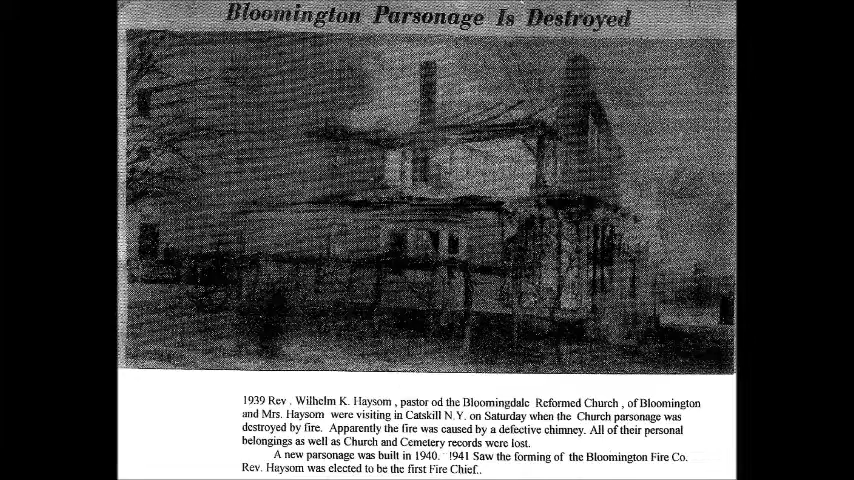 Bloomington Parsonage Is Destroyed
1939 Rev . Wilhelm K. Haysom , pastor od the Bloomingdale Reformed Church , of Bloomington
and Mrs. Haysom were visiting in Catskill N.Y. on Saturday when the Church parsonage was
destroyed by fire. Apparently the fire was caused by a defective chimney. All of their personal
belongings as well as Church and Cemetery records were lost.
A new parsonage was built in 1940. 1941 Saw the forming of the Bloomington Fire Co.
Rev. Haysom was elected to be the first Fire Chief..